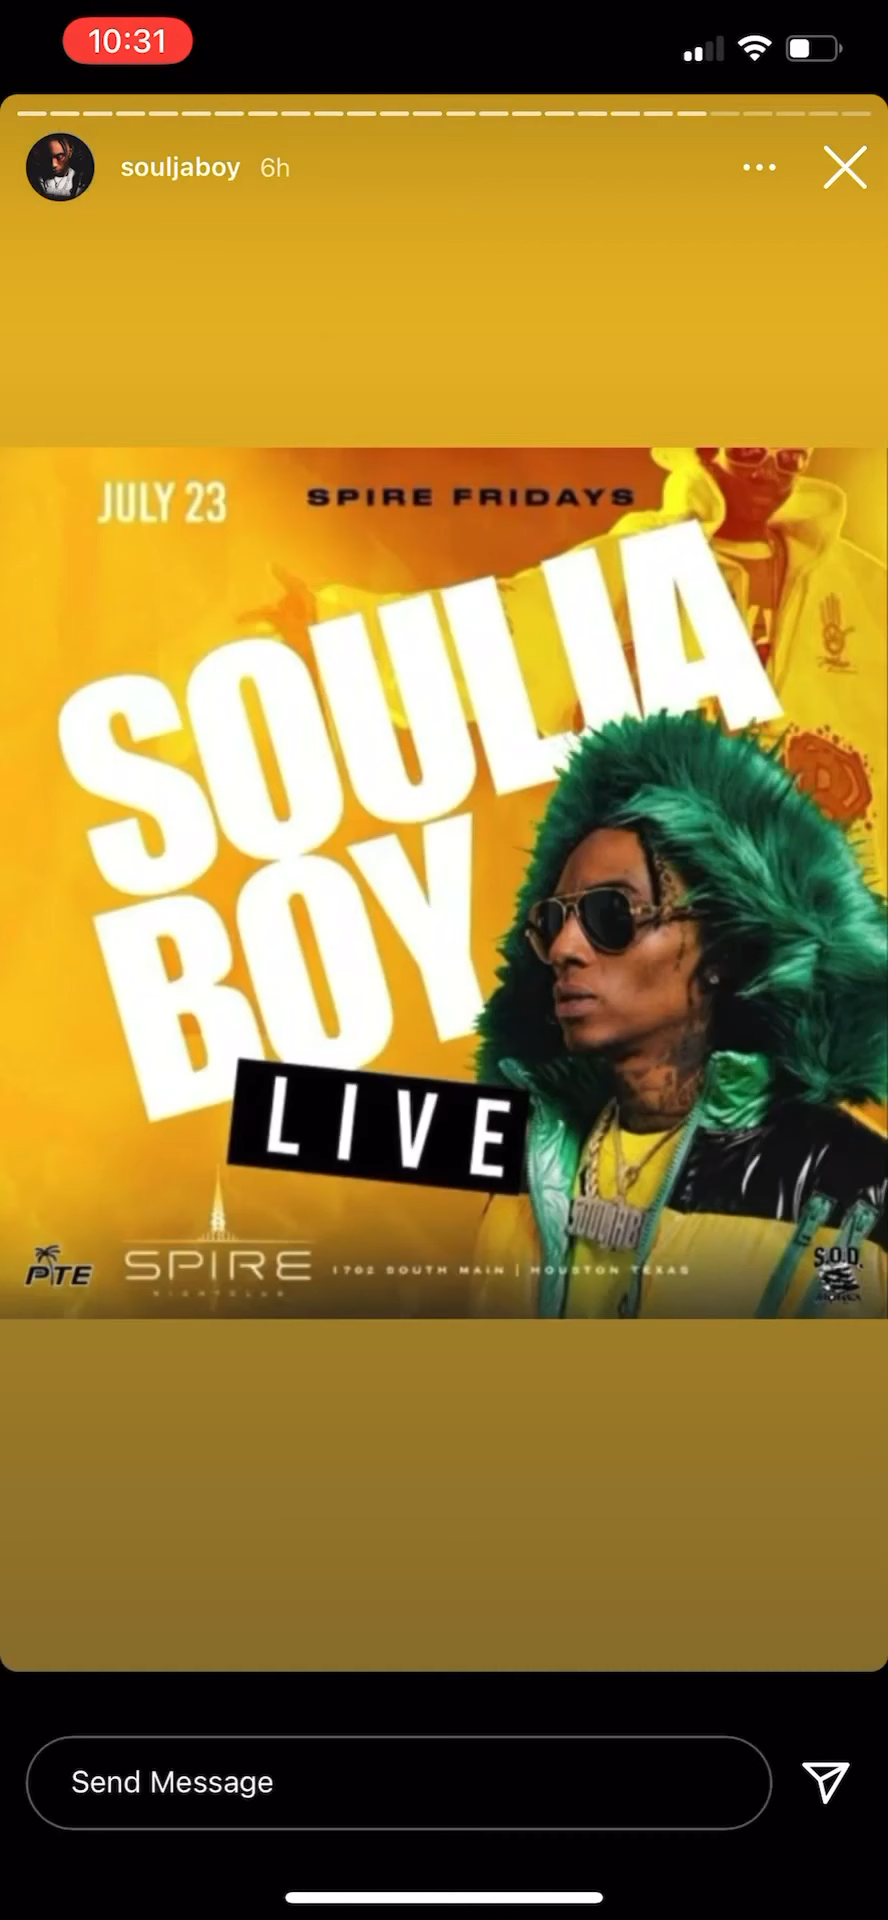 10:31
souljaboy 6h
JULY 23
SPIRE FRIDAYS
SOULJA
BOY
LIVE
PTE
SPIRE
NIGHTCLUB
1702 SOUTH MAIN | HOUSTON TEXAS
S.O.D.
Send Message